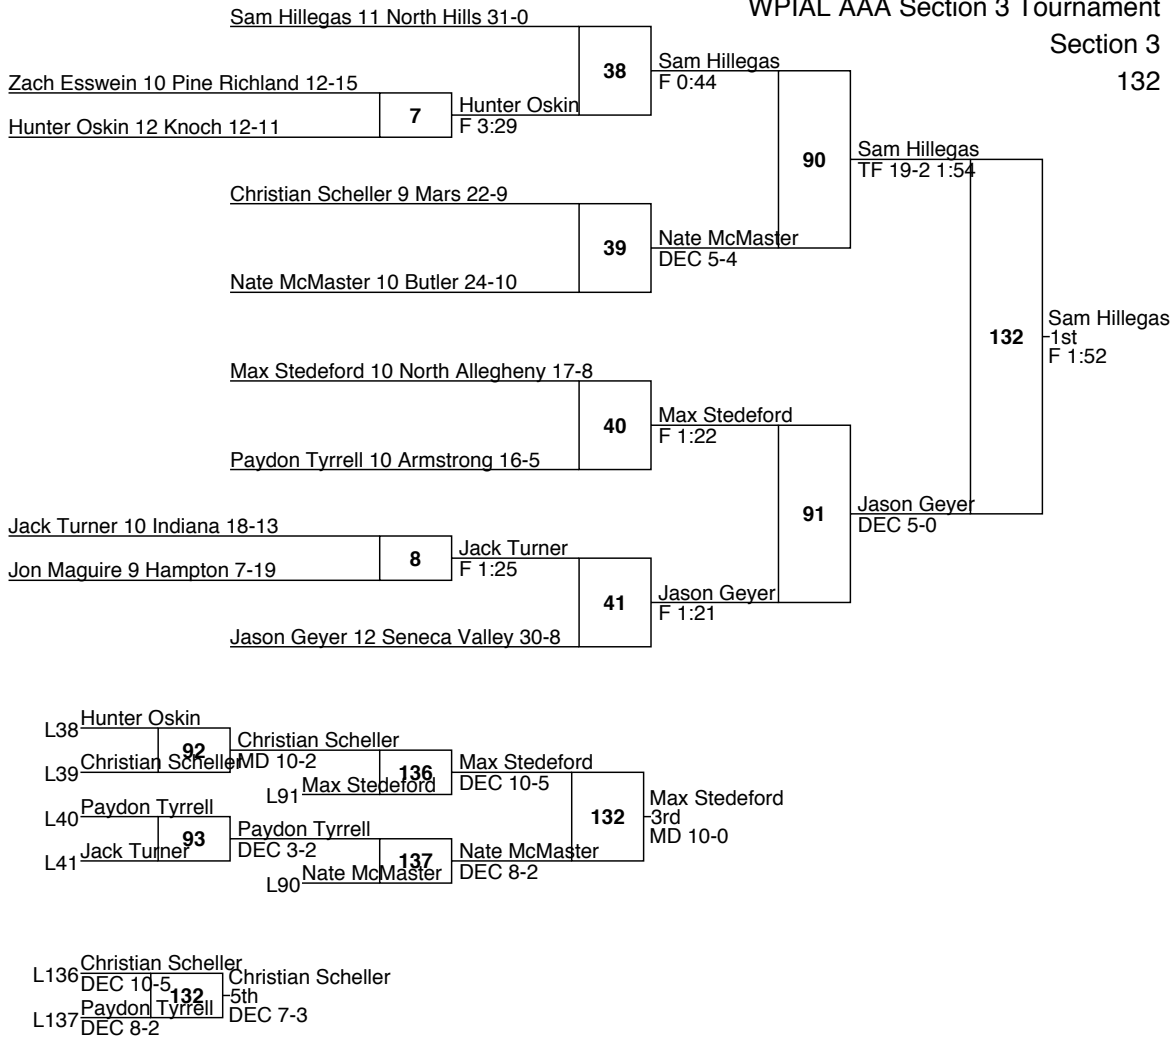 WPIAL AAA Section 3 Tournament
Section 3
132
Sam Hillegas 11 North Hills 31-0
38
Sam Hillegas
F 0:44
Zach Esswein 10 Pine Richland 12-15
7
Hunter Oskin
F 3:29
Hunter Oskin 12 Knoch 12-11
90
Sam Hillegas
TF 19-2 1:54
Christian Scheller 9 Mars 22-9
39
Nate McMaster
DEC 5-4
Nate McMaster 10 Butler 24-10
132
Sam Hillegas
1st
F 1:52
Max Stedeford 10 North Allegheny 17-8
40
Max Stedeford
F 1:22
Paydon Tyrrell 10 Armstrong 16-5
91
Jason Geyer
DEC 5-0
Jack Turner 10 Indiana 18-13
8
Jack Turner
F 1:25
Jon Maguire 9 Hampton 7-19
41
Jason Geyer
F 1:21
Jason Geyer 12 Seneca Valley 30-8
L38 Hunter Oskin
92
Christian Scheller
MD 10-2
L39 Christian Scheller
136
Max Stedeford
DEC 10-5
L91 Max Stedeford
L40 Paydon Tyrrell
93
Paydon Tyrrell
DEC 3-2
L41 Jack Turner
137
Nate McMaster
DEC 8-2
L90 Nate McMaster
132
Max Stedeford
3rd
MD 10-0
L136 Christian Scheller
DEC 10-5
132
Christian Scheller
5th
DEC 7-3
L137 Paydon Tyrrell
DEC 8-2